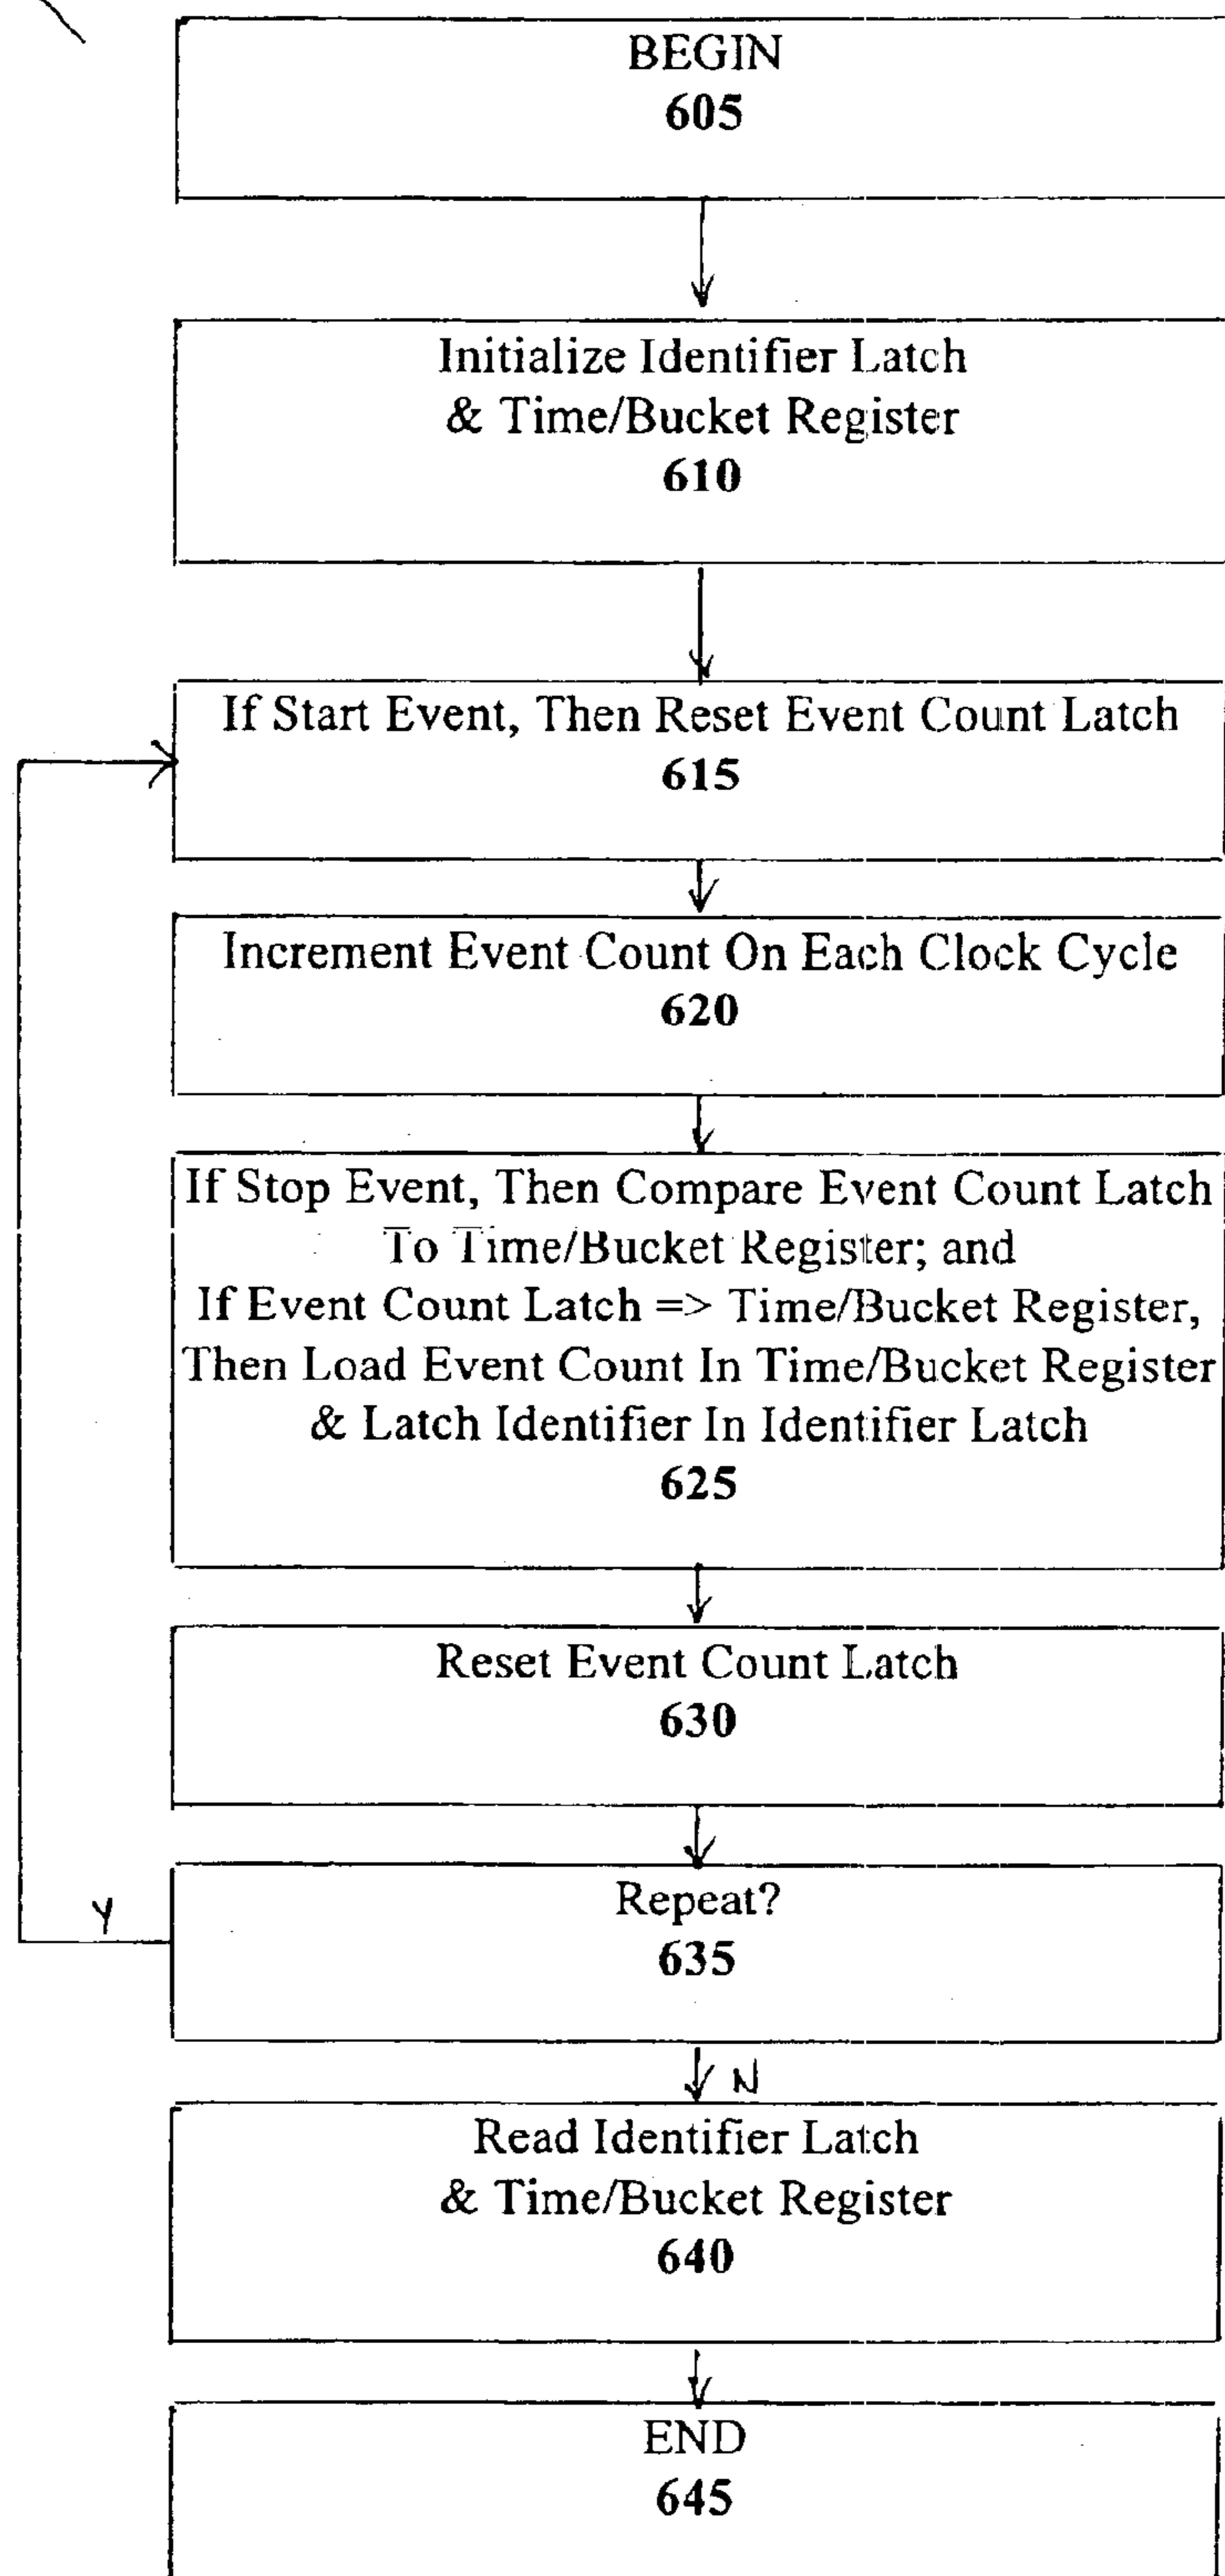 BEGIN
605
Initialize Identifier Latch
& Time/Bucket Register
610
If Start Event, Then Reset Event Count Latch
615
Increment Event Count On Each Clock Cycle
620
If Stop Event, Then Compare Event Count Latch
To Time/Bucket Register; and
If Event Count Latch => Time/Bucket Register,
Then Load Event Count In Time/Bucket Register
& Latch Identifier In Identifier Latch
625
Reset Event Count Latch
630
Repeat?
635
Y
N
Read Identifier Latch
& Time/Bucket Register
640
END
645